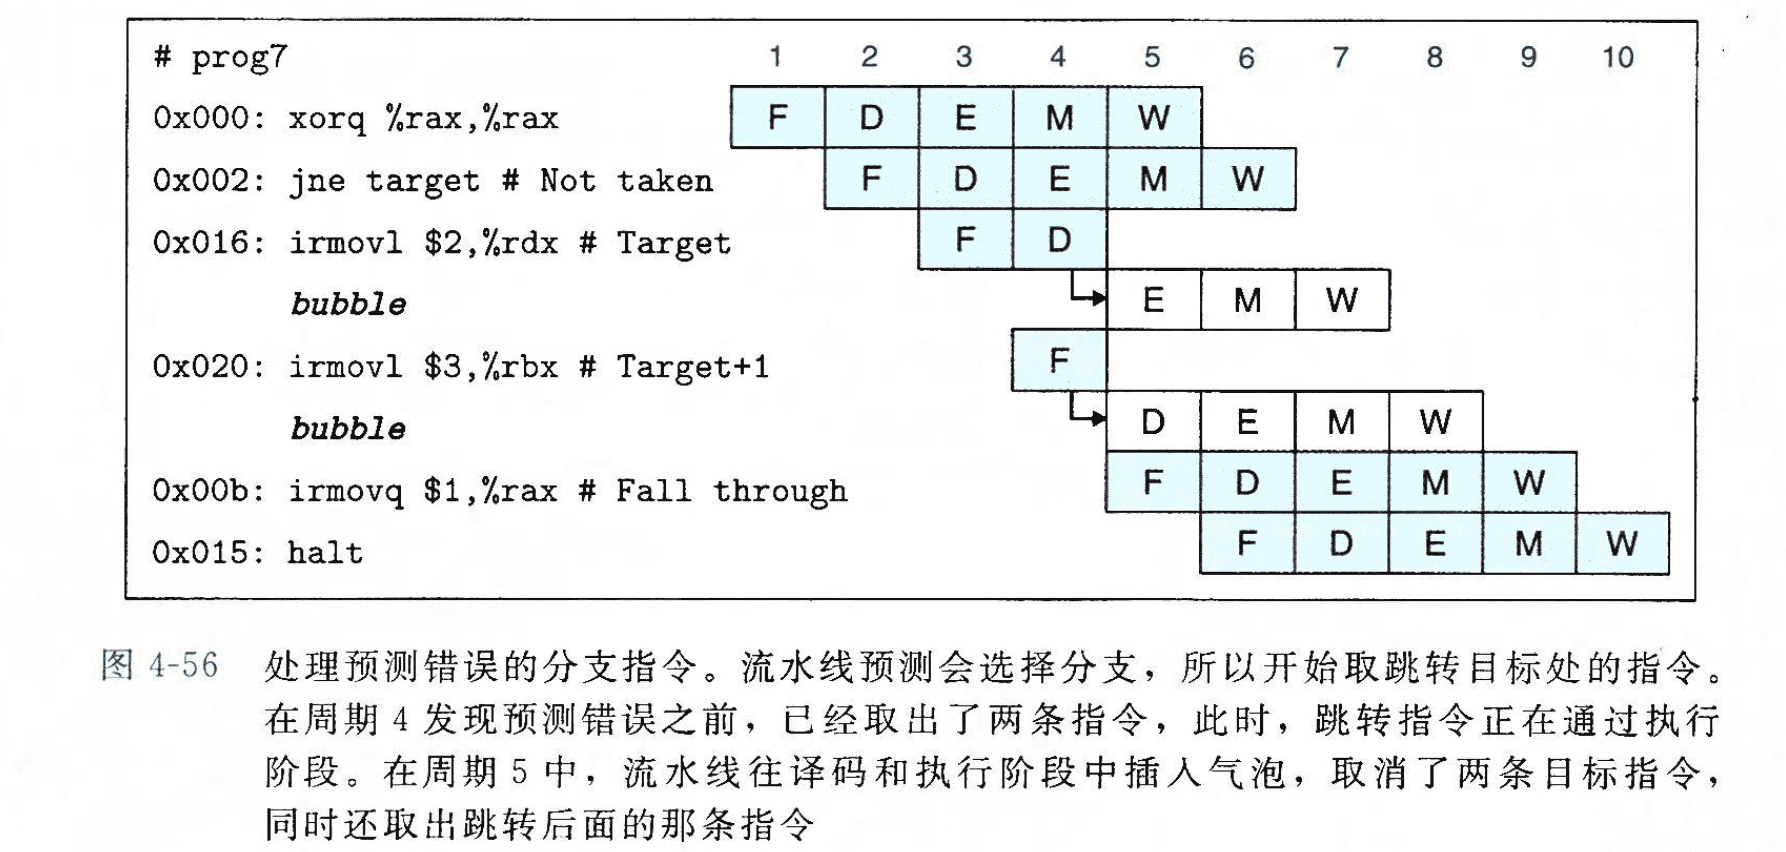 # prog7 1 2 3 4 5 6 7 8 9 10
0x000: xorq %rax,%rax F D E M W
0x002: jne target # Not taken F D E M W
0x016: irmovl $2,%rdx # Target F D
bubble E M W
0x020: irmovl $3,%rbx # Target+1 F
bubble D E M W
0x00b: irmovq $1,%rax # Fall through F D E M W
0x015: halt F D E M W
图 4-56 处理预测错误的分支指令。流水线预测会选择分支，所以开始取跳转目标处的指令。
在周期 4 发现预测错误之前，已经取出了两条指令，此时，跳转指令正在通过执行
阶段。在周期 5 中，流水线往译码和执行阶段中插入气泡，取消了两条目标指令，
同时还取出跳转后面的那条指令